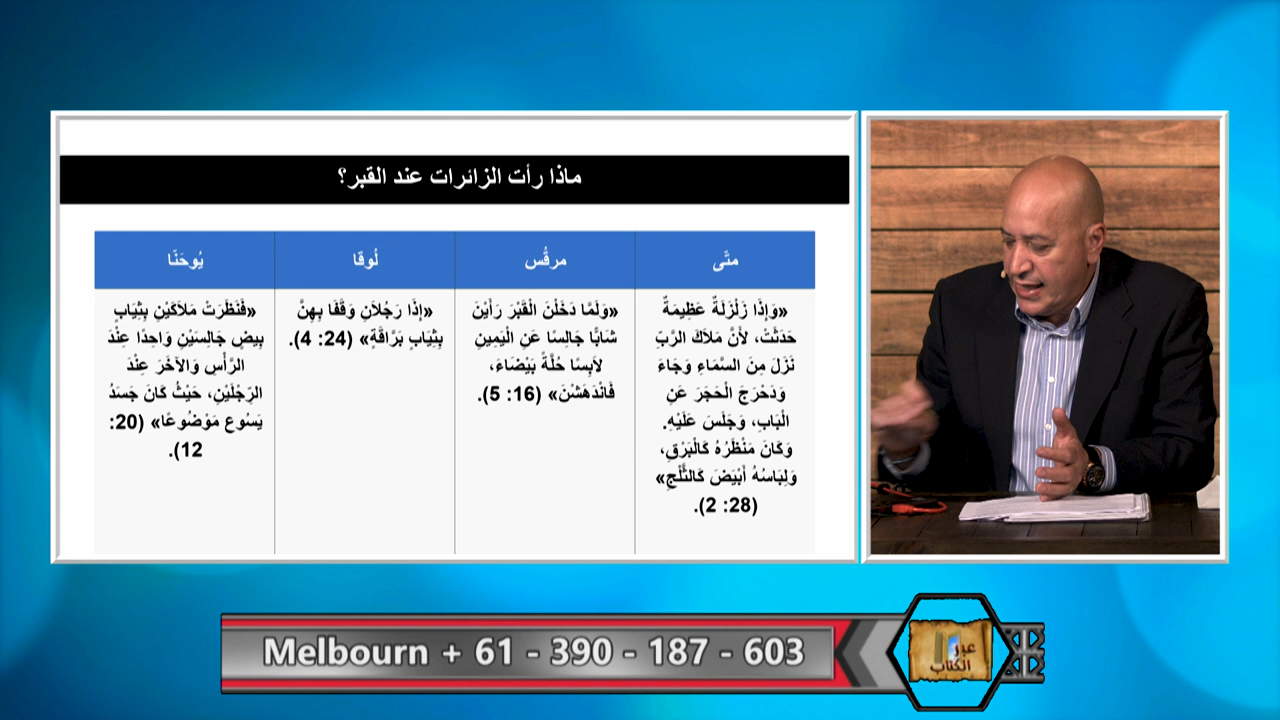 ماذا رأت الزائرات عند القبر؟
متّى
مرقُس
لُوقا
يُوحَنّا
«وَإِذَا زَلْزَلَةٌ عَظِيمَةٌ
حَدَثَتْ، لأَنَّ مَلاَكَ الرَّبِّ
نَزَلَ مِنَ السَّمَاءِ وَجَاءَ
وَدَحْرَجَ الْحَجَرَ عَنِ
الْبَابِ، وَجَلَسَ عَلَيْهِ.
وَكَانَ مَنْظَرُهُ كَالْبَرْقِ،
وَلِبَاسُهُ أَبْيَضَ كَالثَّلْجِ»
(28: 2).
«وَلَمَّا دَخَلْنَ الْقَبْرَ رَأَيْنَ
شَابًّا جَالِسًا عَنِ الْيَمِينِ
لاَبِسًا حُلَّةً بَيْضَاءَ،
فَانْدَهَشْنَ» (16: 5).
«إِذَا رَجُلاَنِ وَقَفَا بِهِنَّ
بِثِيَابٍ بَرَّاقَةٍ» (24: 4).
«فَنَظَرَتْ مَلاَكَيْنِ بِثِيَابٍ
بِيضٍ جَالِسَيْنِ وَاحِدًا عِنْدَ
الرَّأْسِ وَالآخَرَ عِنْدَ
الرِّجْلَيْنِ، حَيْثُ كَانَ جَسَدُ
يَسُوعَ مَوْضُوعًا» (20:
12).
Melbourn + 61 - 390 - 187 - 603
عبر
الكتاب